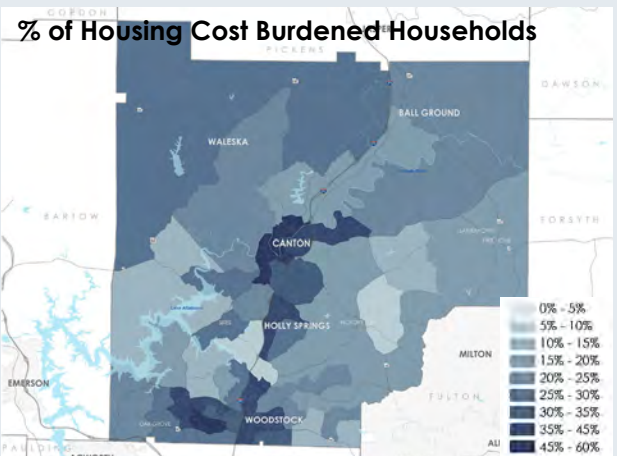 GORDON
% of Housing Cost Burdened Households
PICKENS
DAWSON
BALL GROUND
WALESKA
BARTOW
FORSYTH
CANTON
HOLLY SPRINGS
MILTON
EMERSON
FULTON
WOODSTOCK
PAULDING
0% - 5%
5% - 10%
10% - 15%
15% - 20%
20% - 25%
25% - 30%
30% - 35%
35% - 45%
45% - 60%